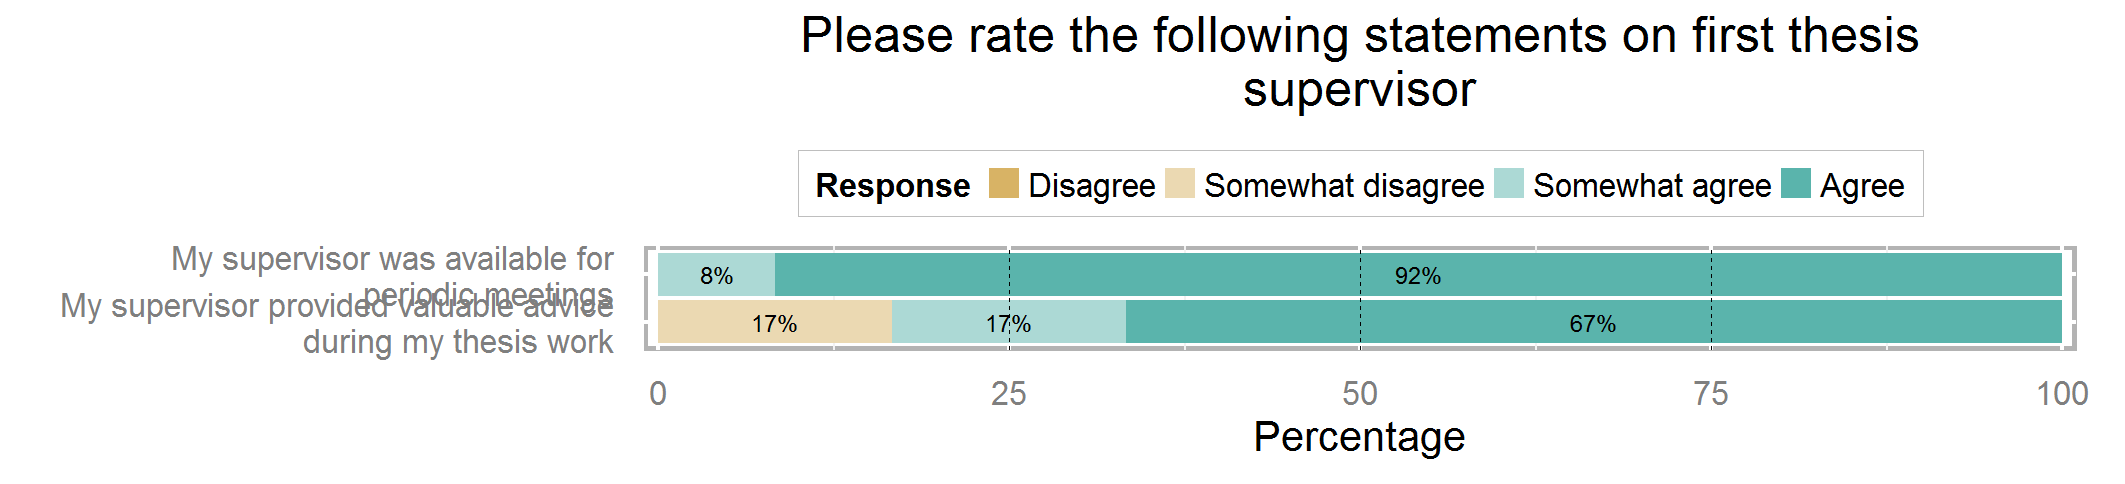 Please rate the following statements on first thesis
supervisor
Response Disagree Somewhat disagree Somewhat agree Agree
My supervisor was available for
periodic meetings
8% 92%
My supervisor provided valuable advice
during my thesis work
17% 17% 67%
0 25 50 75 100
Percentage